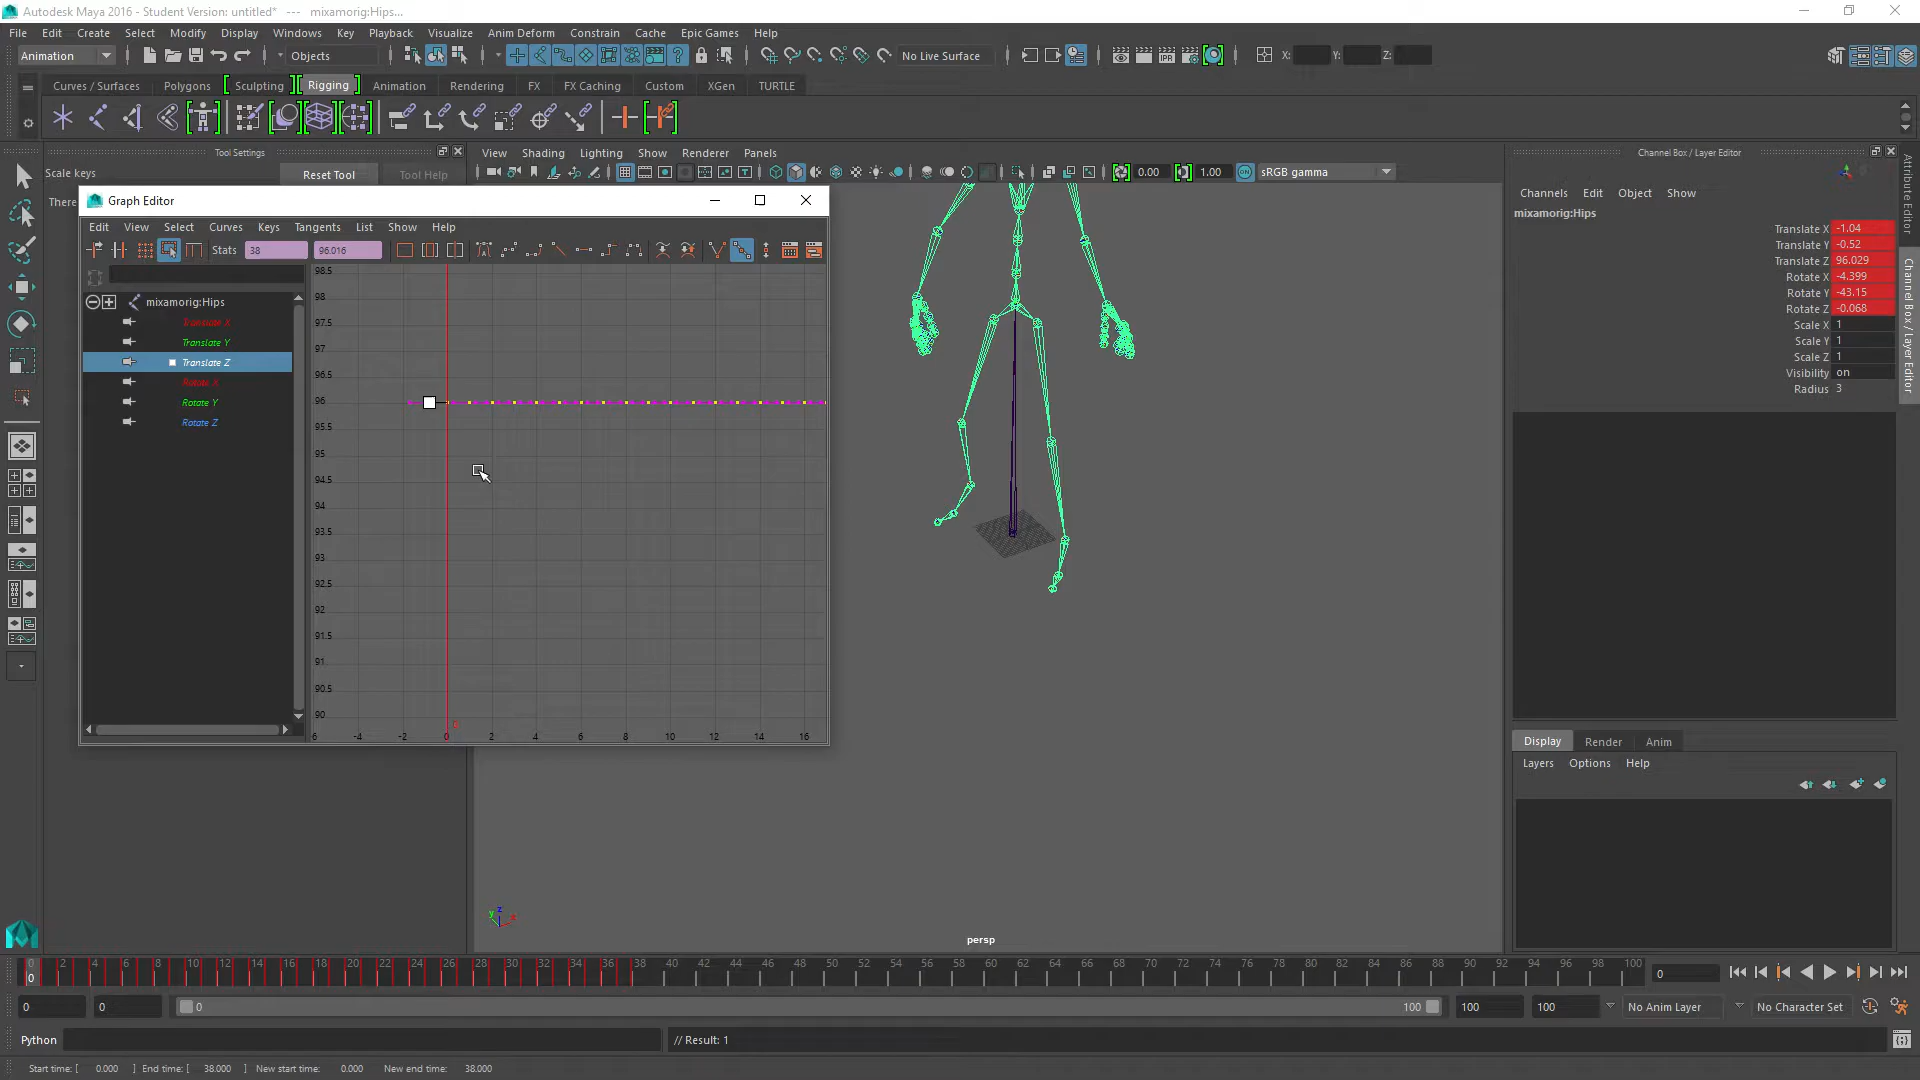 Autodesk Maya 2016 - Student Version: untitled*   ---   mixamorig:Hips...
File Edit Create Select Modify Display Windows Key Playback Visualize Anim Deform Constrain Cache Epic Games Help
Animation Objects No Live Surface X: Y: Z:
Curves / Surfaces Polygons Sculpting Rigging Animation Rendering FX FX Caching Custom XGen TURTLE
Tool Settings
Scale keys Reset Tool Tool Help
There
View Shading Lighting Show Renderer Panels
0.00 1.00 sRGB gamma
Graph Editor
Edit View Select Curves Keys Tangents List Show Help
Stats 38 96.016
mixamorig:Hips
Translate X
Translate Y
Translate Z
Rotate X
Rotate Y
Rotate Z
98.5
98
97.5
97
96.5
96
95.5
95
94.5
94
93.5
93
92.5
92
91.5
91
90.5
90
-2 0 2 4 6 8 10 12 14 16
persp
Channel Box / Layer Editor
Channels Edit Object Show
mixamorig:Hips
Translate X -1.04
Translate Y -0.52
Translate Z 96.029
Rotate X -4.399
Rotate Y -43.15
Rotate Z -0.068
Scale X 1
Scale Y 1
Scale Z 1
Visibility on
Radius 3
Attribute Editor
Channel Box / Layer Editor
Display Render Anim
Layers Options Help
0 2 4 6 8 10 12 14 16 18 20 22 24 26 28 30 32 34 36 38 40 42 44 46 48 50 52 54 56 58 60 62 64 66 68 70 72 74 76 78 80 82 84 86 88 90 92 94 96 98 100
0 0
0 0 0 100 100 100 No Anim Layer No Character Set
Python // Result: 1
Start time: [ 0.000 ] End time: [ 38.000 ] New start time: 0.000 New end time: 38.000